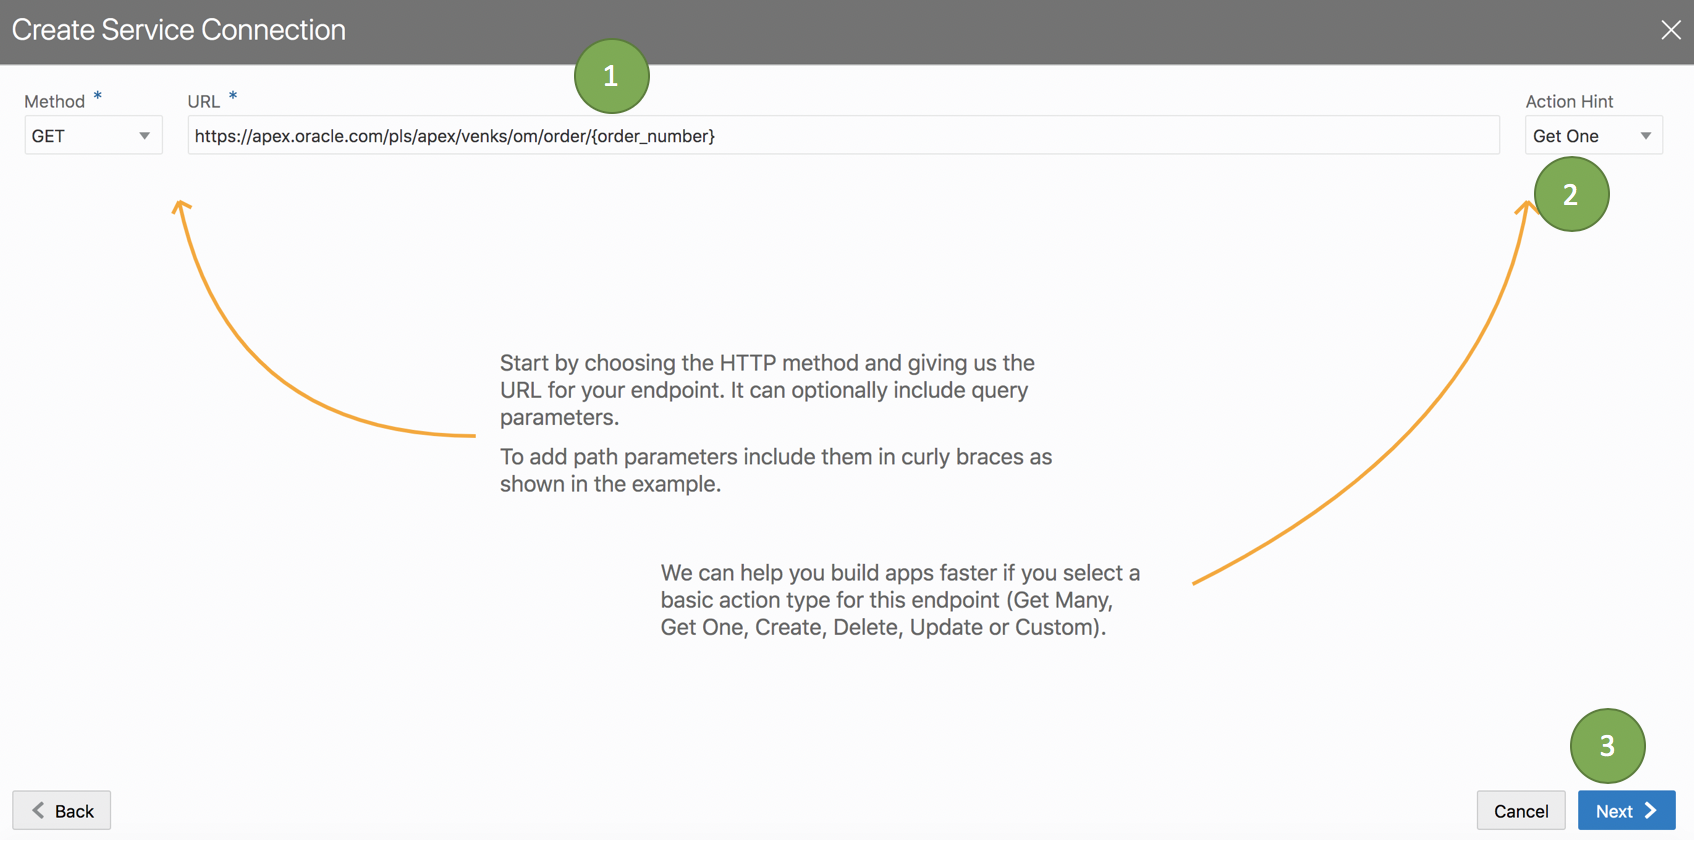 Create Service Connection
1
Method *
URL *
Action Hint
GET
https://apex.oracle.com/pls/apex/venks/om/order/{order_number}
Get One
2
Start by choosing the HTTP method and giving us the
URL for your endpoint. It can optionally include query
parameters.
To add path parameters include them in curly braces as
shown in the example.
We can help you build apps faster if you select a
basic action type for this endpoint (Get Many,
Get One, Create, Delete, Update or Custom).
3
Back
Cancel
Next